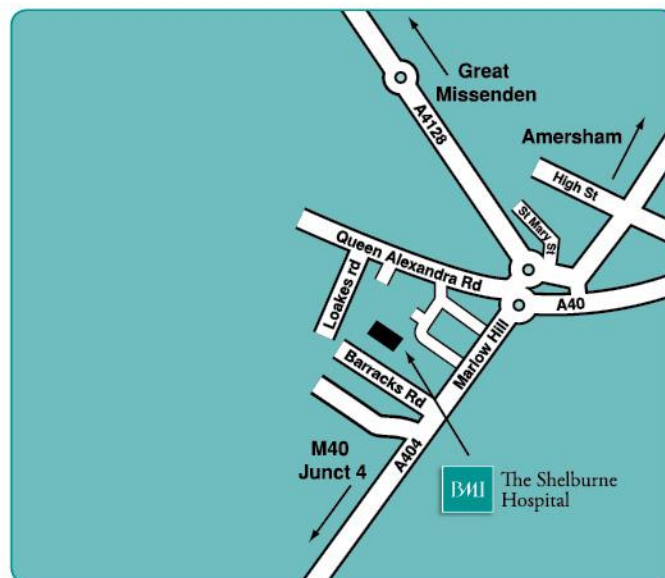 Great
Missenden
A4128
Amersham
High St
St Mary St
Queen Alexandra Rd
Loakes rd
A40
Marlow Hill
Barracks Rd
A404
M40
Junct 4
BMI
The Shelburne
Hospital